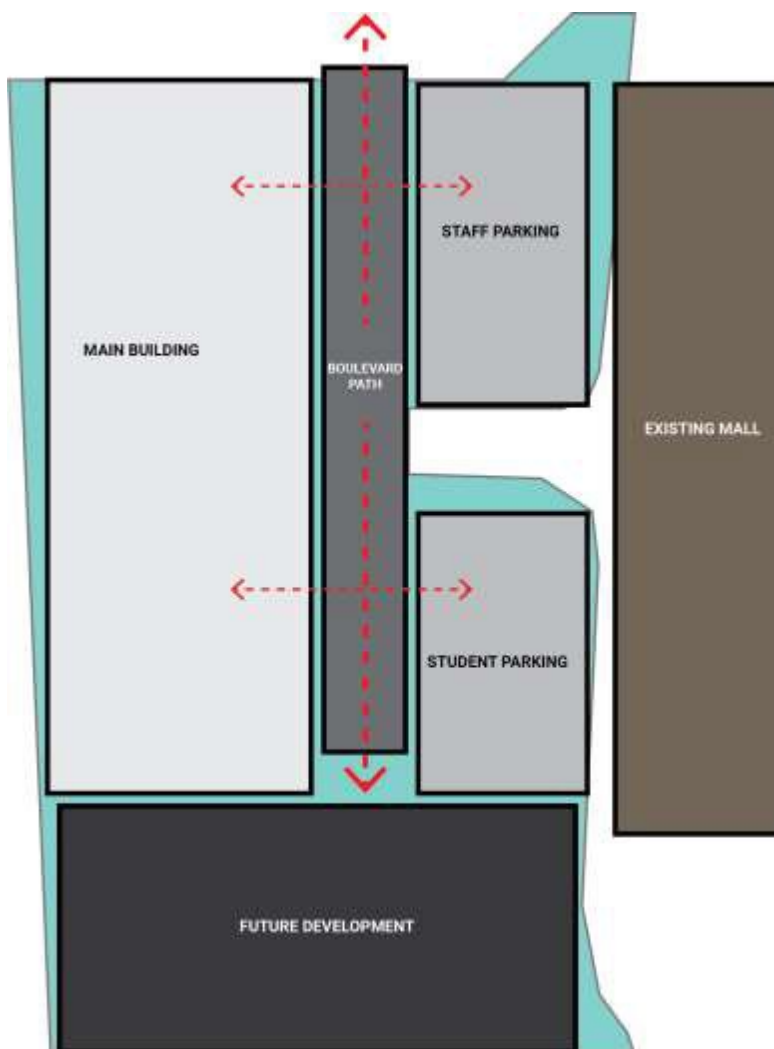 STAFF PARKING
MAIN BUILDING
BOULEVARD
PATH
EXISTING MALL
STUDENT PARKING
FUTURE DEVELOPMENT